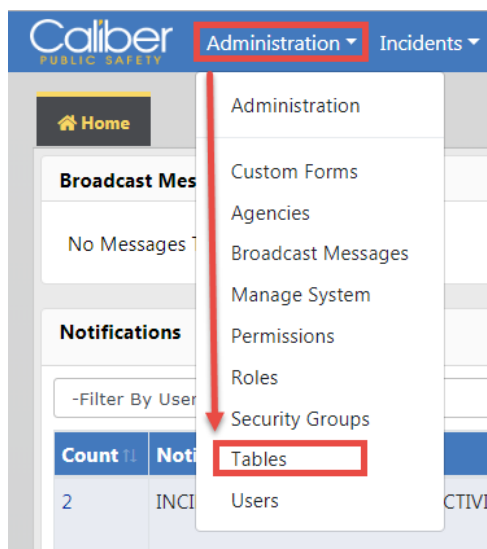 Caliber
PUBLIC SAFETY
Administration Incidents
Home
Administration
Broadcast Mes
Custom Forms
No Messages
Agencies
Broadcast Messages
Manage System
Notifications
Permissions
-Filter By User
Roles
Security Groups
Count Noti
Tables
2 INCI CTIVI
Users